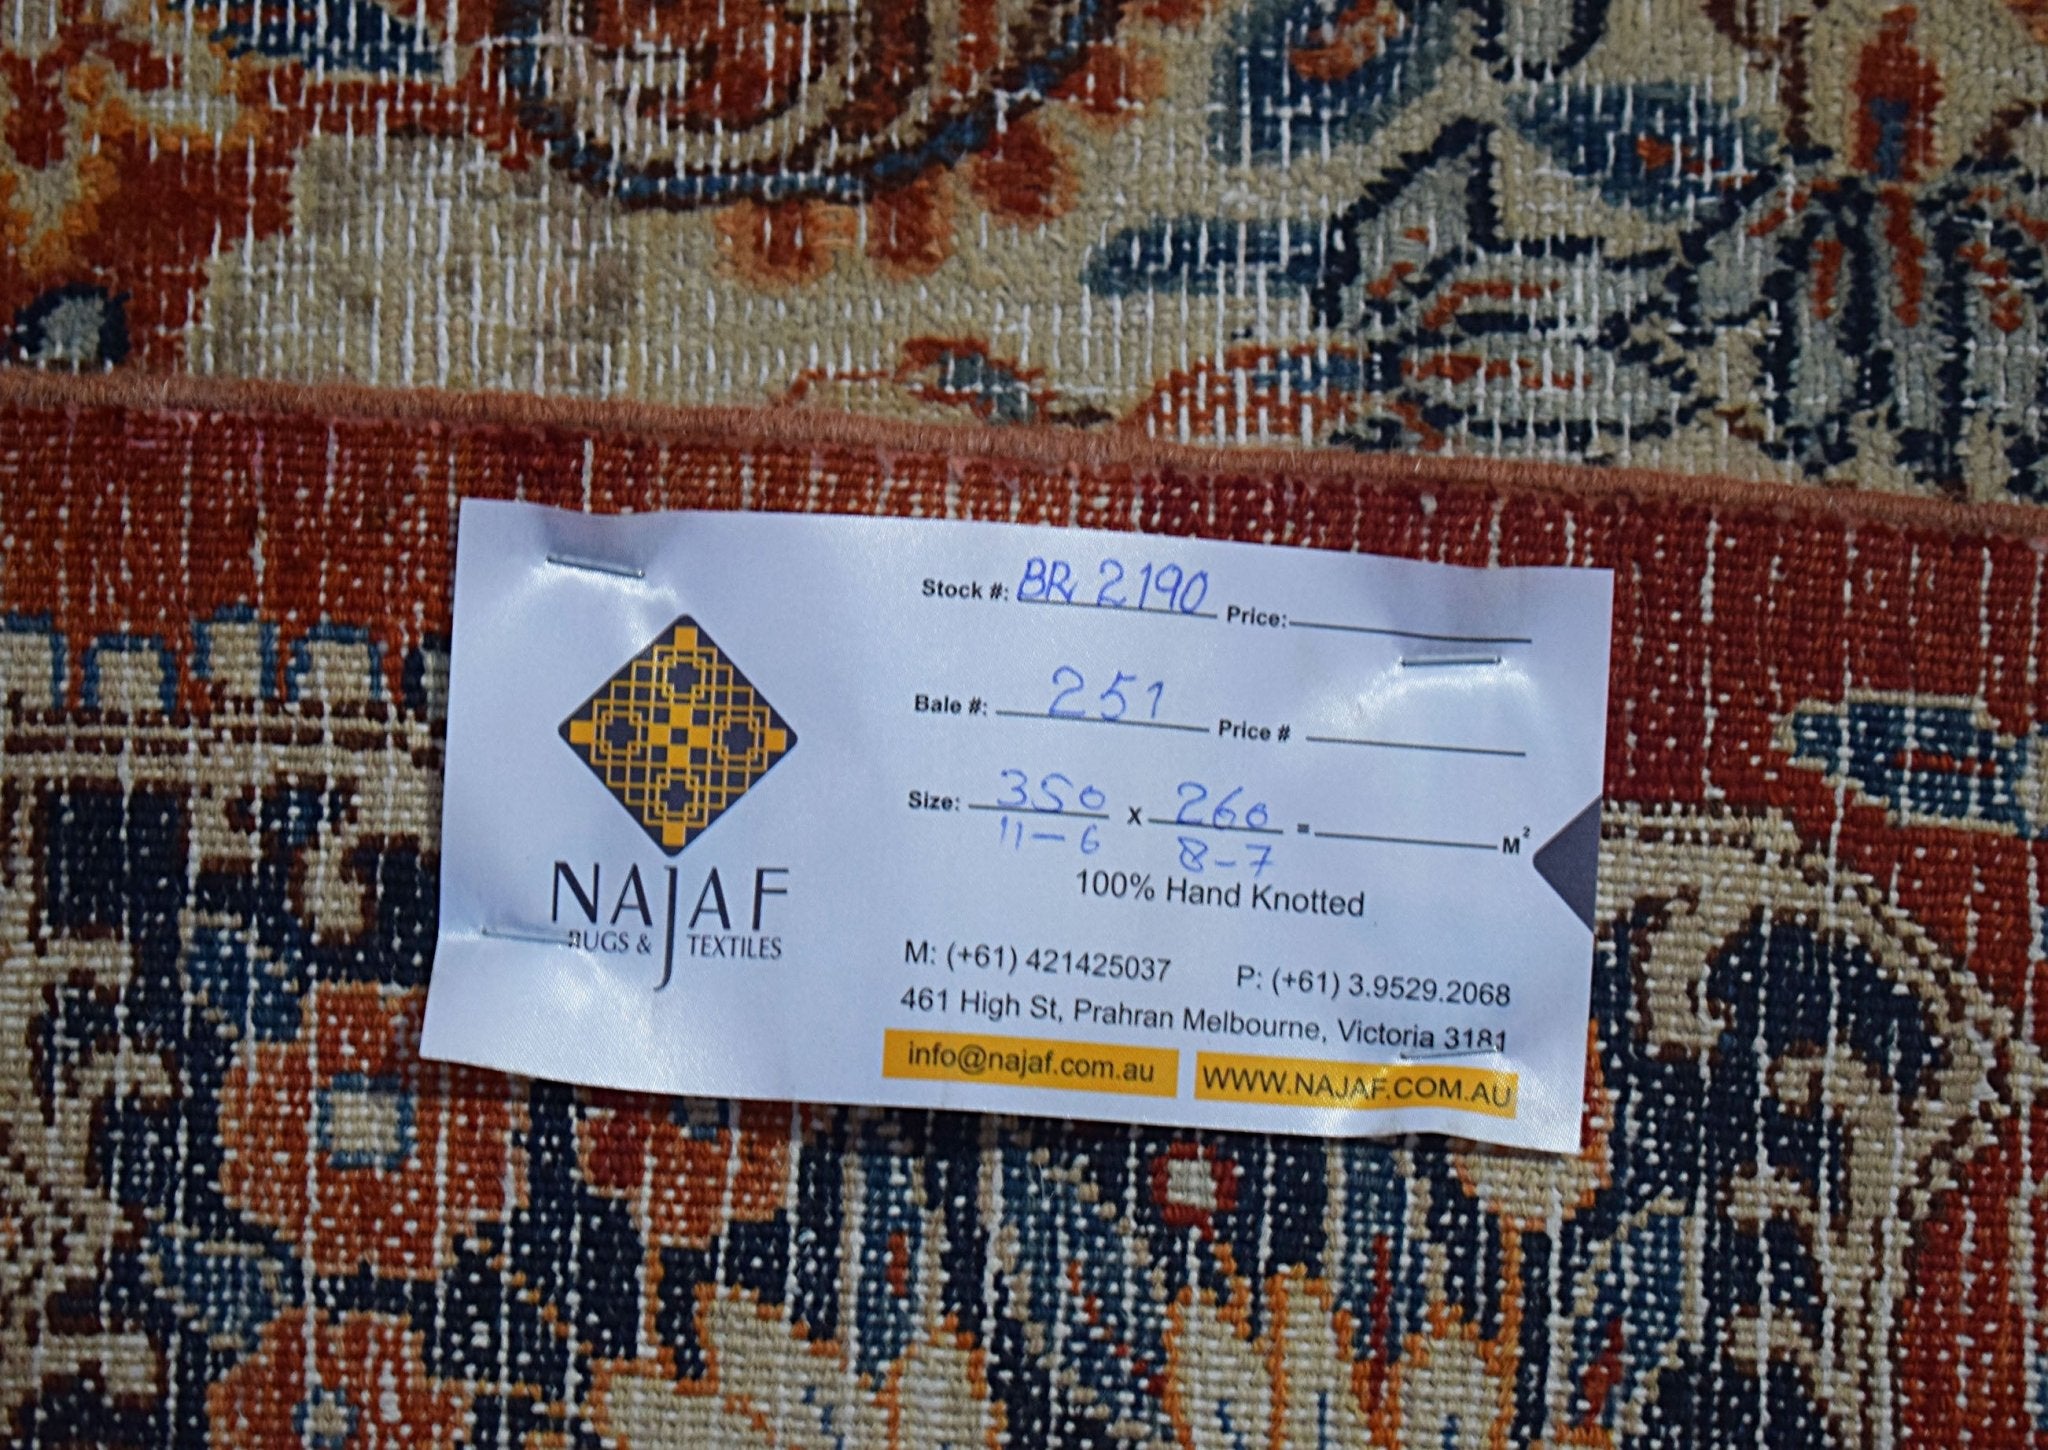 Stock #: BR 2190 Price:
Bale #: 251 Price #
Size: 350 x 260 = M²
11-6 8-7
100% Hand Knotted
NAJAF
RUGS & TEXTILES
M: (+61) 421425037 P: (+61) 3.9529.2068
461 High St, Prahran Melbourne, Victoria 3181
info@najaf.com.au WWW.NAJAF.COM.AU